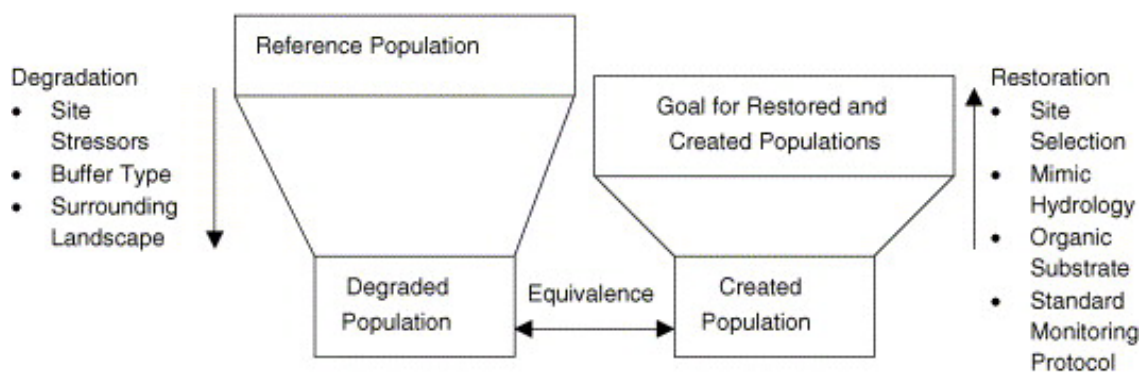 Degradation
• Site
Stressors
• Buffer Type
• Surrounding
Landscape
Reference Population
Degraded
Population
Equivalence
Goal for Restored and
Created Populations
Created
Population
Restoration
• Site
Selection
• Mimic
Hydrology
• Organic
Substrate
• Standard
Monitoring
Protocol